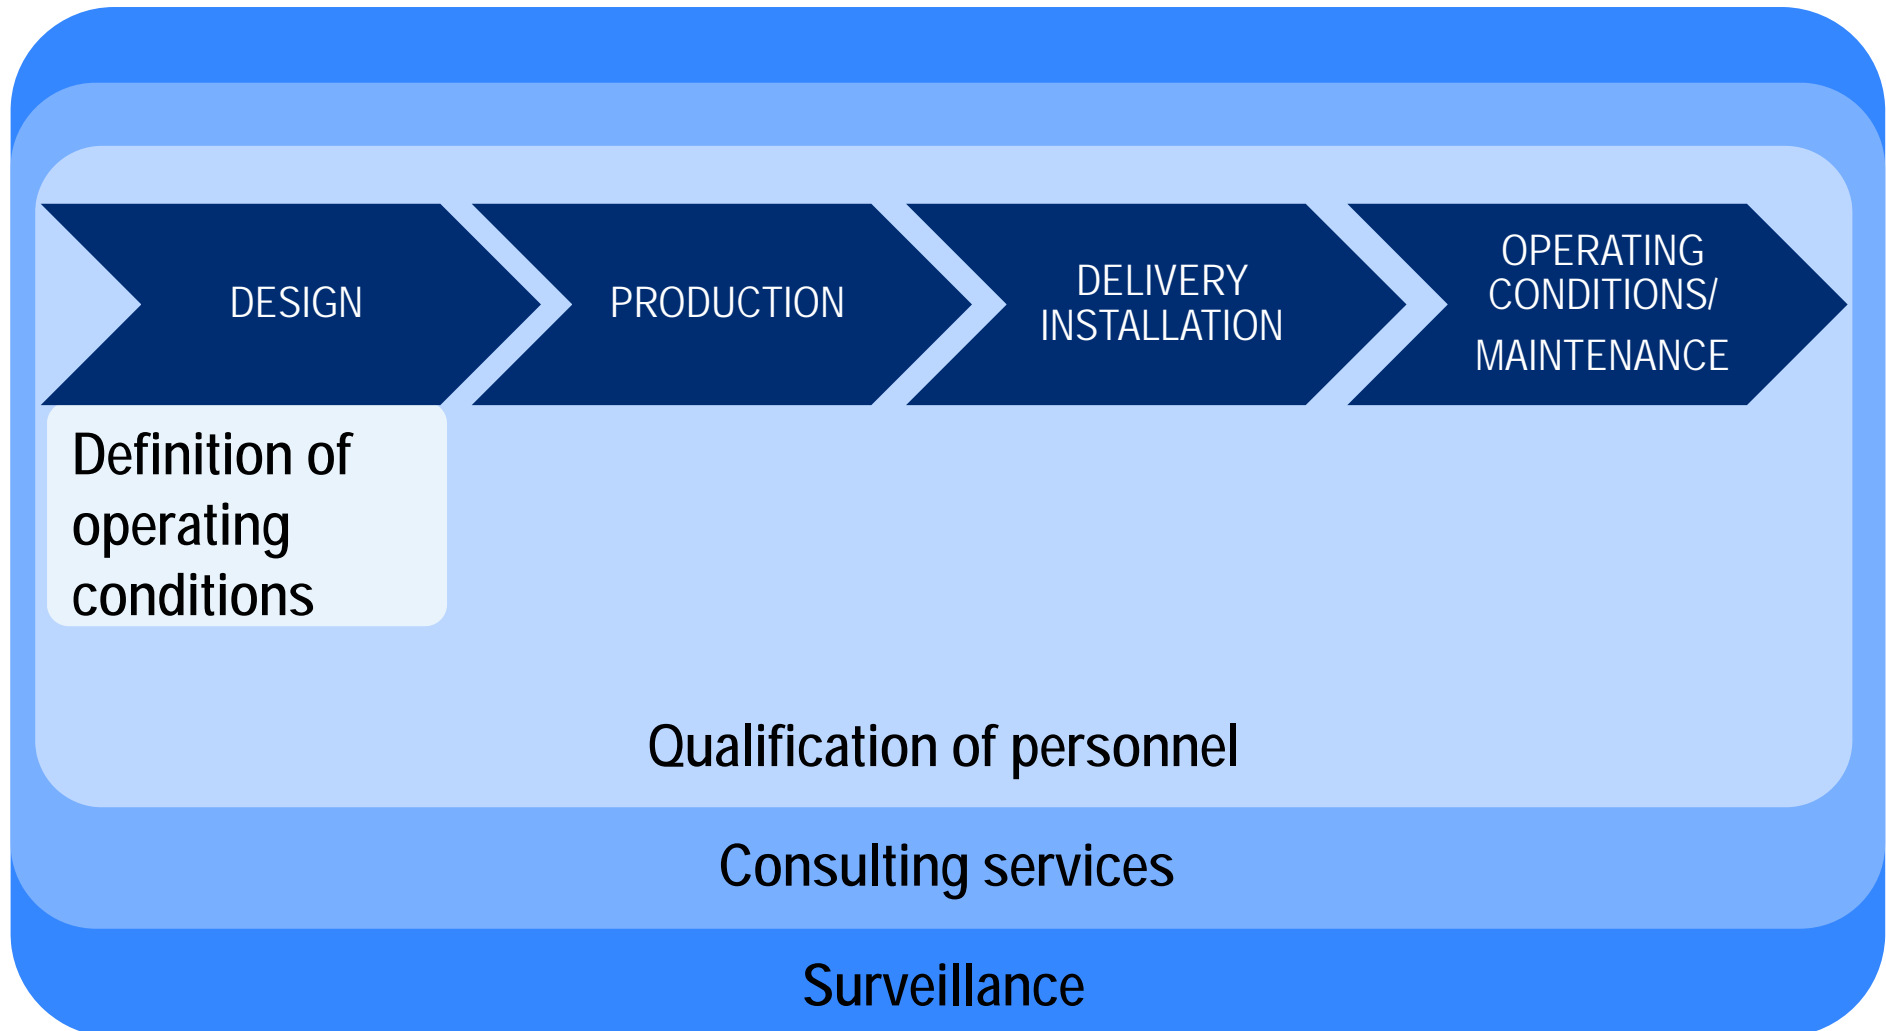 DESIGN
PRODUCTION
DELIVERY
INSTALLATION
OPERATING
CONDITIONS/
MAINTENANCE
Definition of
operating
conditions
Qualification of personnel
Consulting services
Surveillance